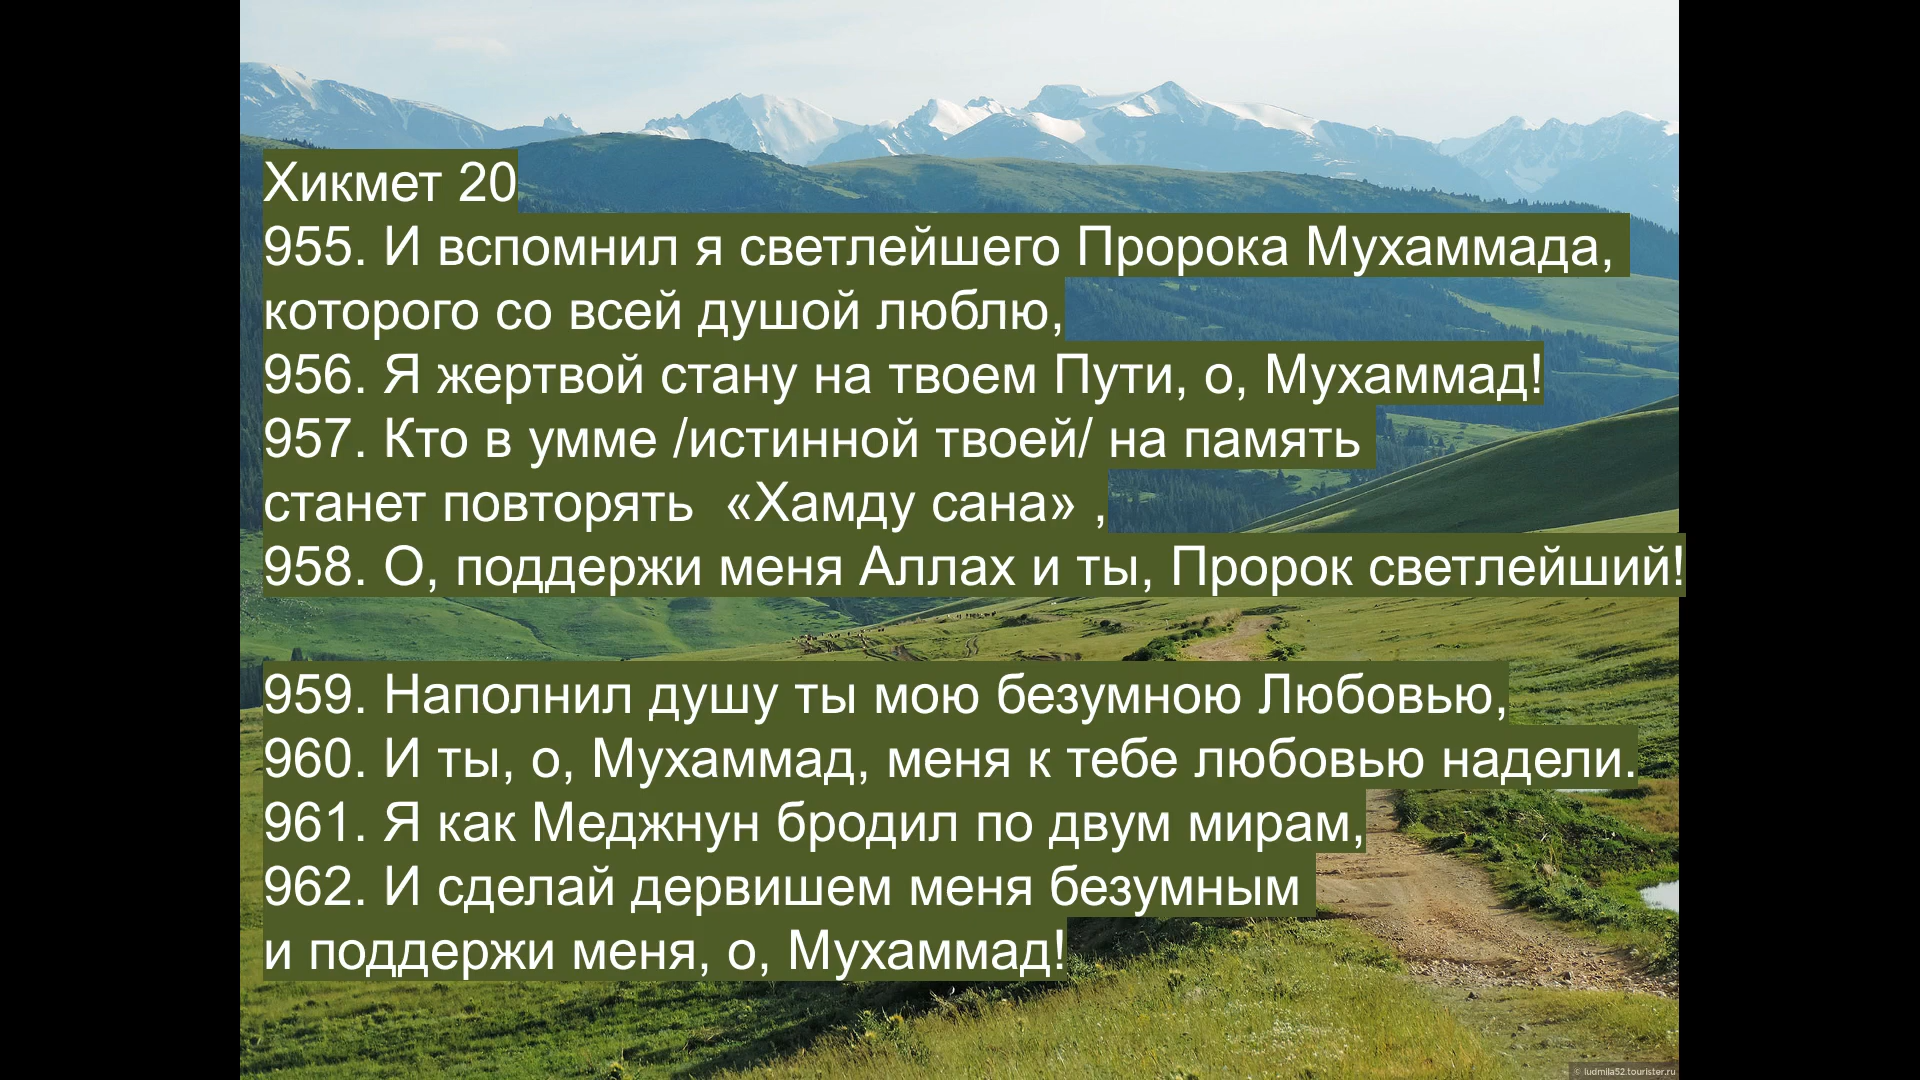 Хикмет 20
955. И вспомнил я светлейшего Пророка Мухаммада,
которого со всей душой люблю,
956. Я жертвой стану на твоем Пути, о, Мухаммад!
957. Кто в умме /истинной твоей/ на память
станет повторять  «Хамду сана» ,
958. О, поддержи меня Аллах и ты, Пророк светлейший!
959. Наполнил душу ты мою безумною Любовью,
960. И ты, о, Мухаммад, меня к тебе любовью надели.
961. Я как Меджнун бродил по двум мирам,
962. И сделай дервишем меня безумным
и поддержи меня, о, Мухаммад!
© ludmila52.tourister.ru